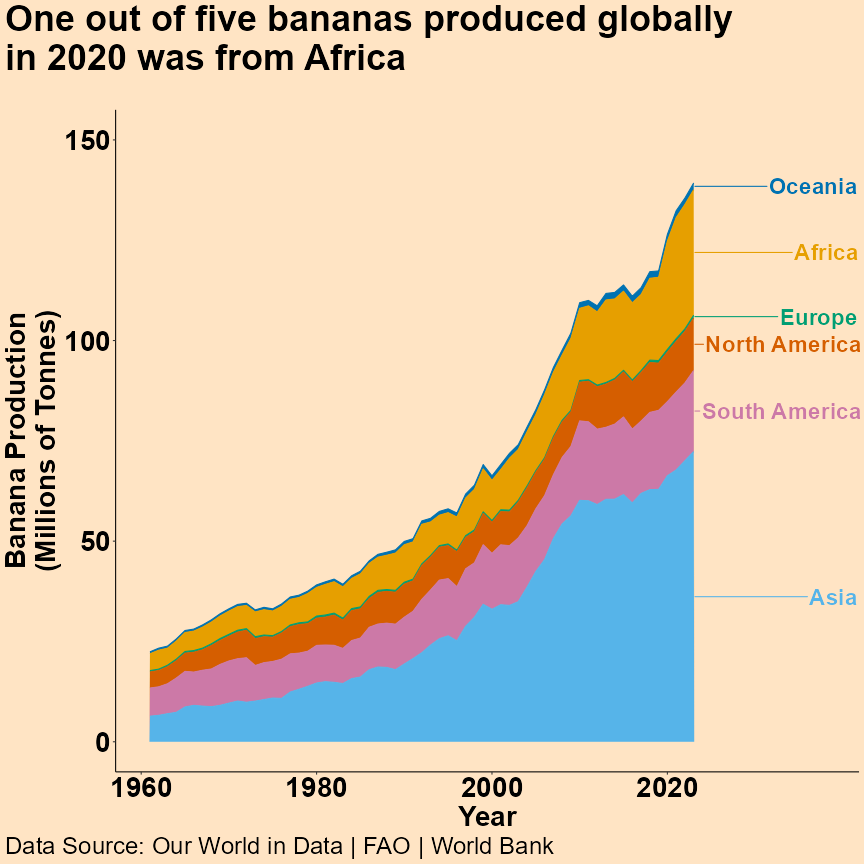 One out of five bananas produced globally
in 2020 was from Africa
150
100
50
0
Banana Production
(Millions of Tonnes)
Oceania
Africa
Europe
North America
South America
Asia
1960 1980 2000 2020
Year
Data Source: Our World in Data | FAO | World Bank